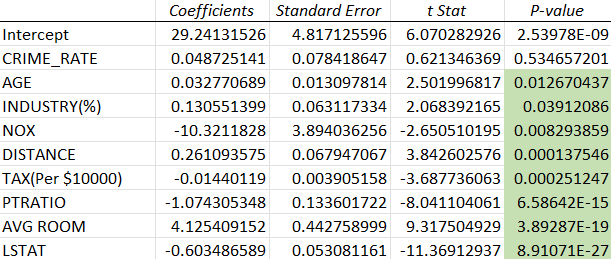 Coefficients Standard Error t Stat P-value
Intercept 29.24131526 4.817125596 6.070282926 2.53978E-09
CRIME_RATE 0.048725141 0.078418647 0.621346369 0.534657201
AGE 0.032770689 0.013097814 2.501996817 0.012670437
INDUSTRY(%) 0.130551399 0.063117334 2.068392165 0.03912086
NOX -10.3211828 3.894036256 -2.650510195 0.008293859
DISTANCE 0.261093575 0.067947067 3.842602576 0.000137546
TAX(Per $10000) -0.01440119 0.003905158 -3.687736063 0.000251247
PTRATIO -1.074305348 0.133601722 -8.041104061 6.58642E-15
AVG ROOM 4.125409152 0.442758999 9.317504929 3.89287E-19
LSTAT -0.603486589 0.053081161 -11.36912937 8.91071E-27